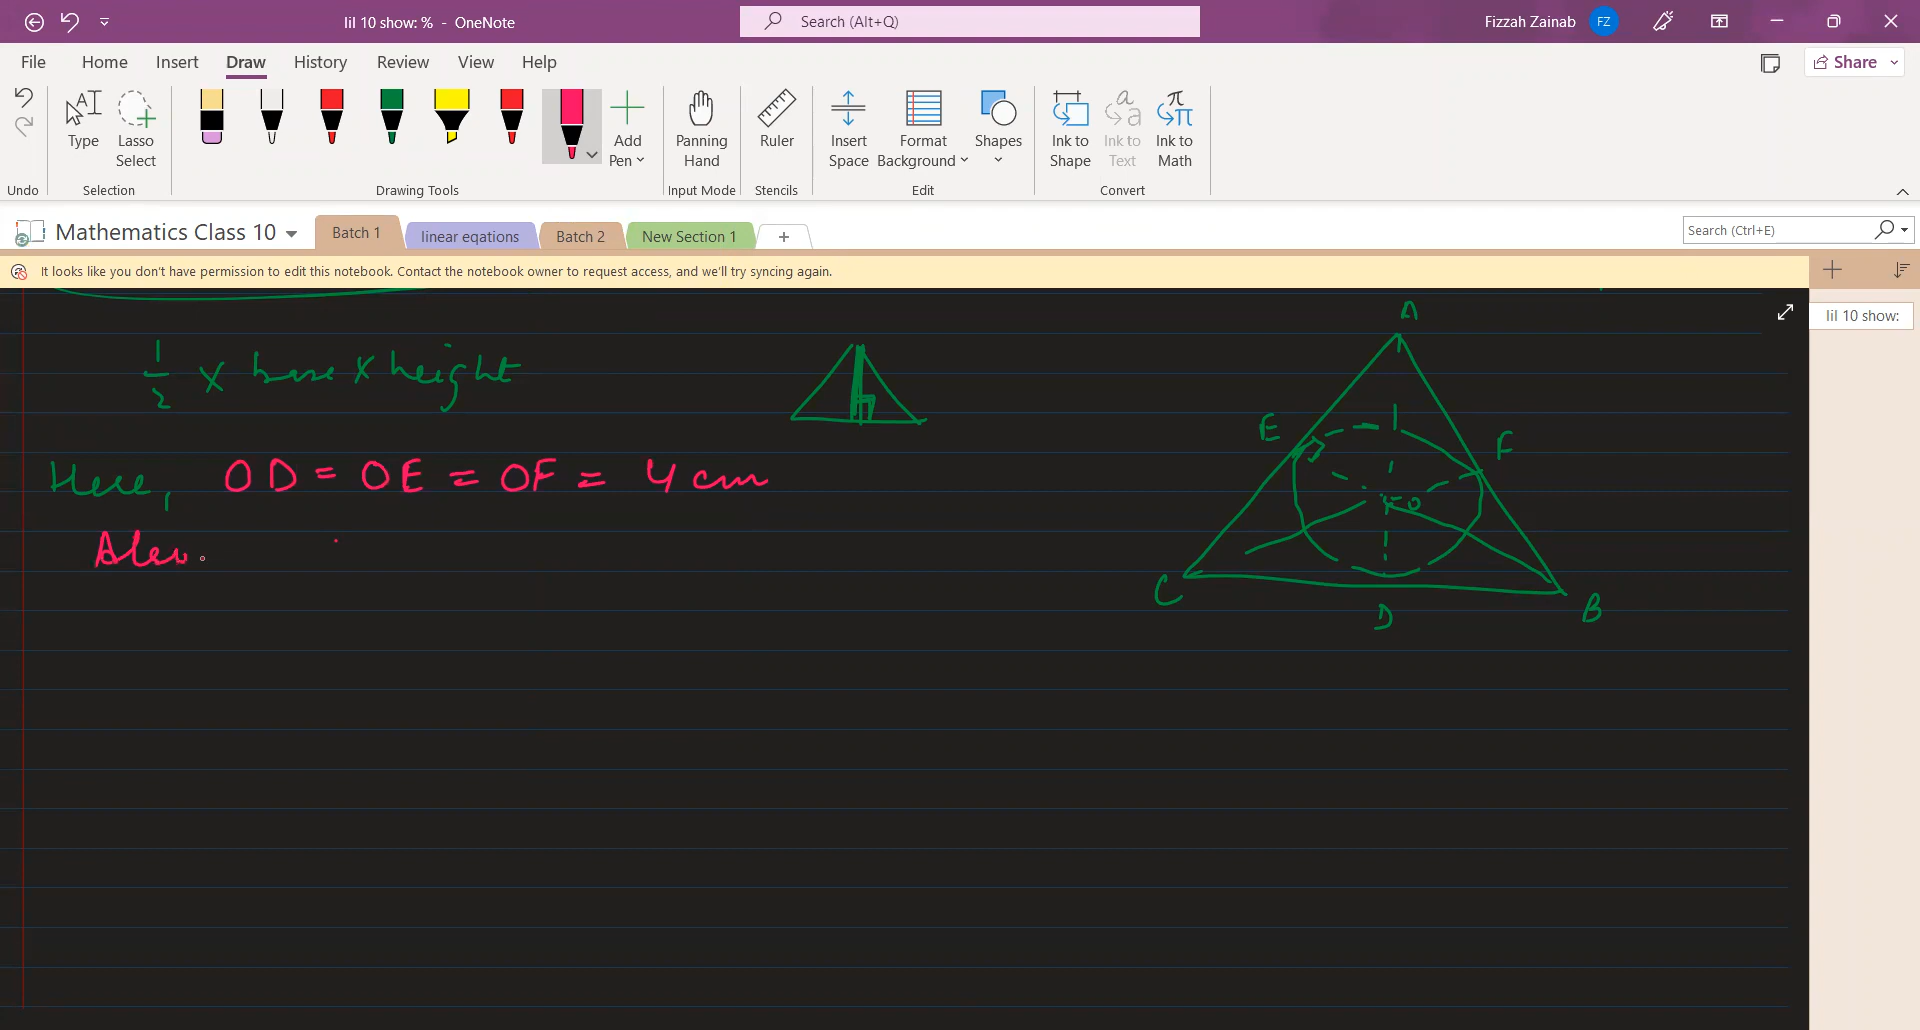 lil 10 show: % - OneNote
Search (Alt+Q)
Fizzah Zainab
FZ
File Home Insert Draw History Review View Help
Share
Type
Lasso Select
Add Pen
Panning Hand
Ruler
Insert Space
Format Background
Shapes
Ink to Shape
Ink to Text
Ink to Math
Undo
Selection
Drawing Tools
Input Mode
Stencils
Edit
Convert
Mathematics Class 10
Batch 1
linear eqations
Batch 2
New Section 1
Search (Ctrl+E)
It looks like you don't have permission to edit this notebook. Contact the notebook owner to request access, and we'll try syncing again.
lil 10 show:
1/2 × base × height
Here, OD = OE = OF = 4 cm
Also
A
E
F
O
C
D
B